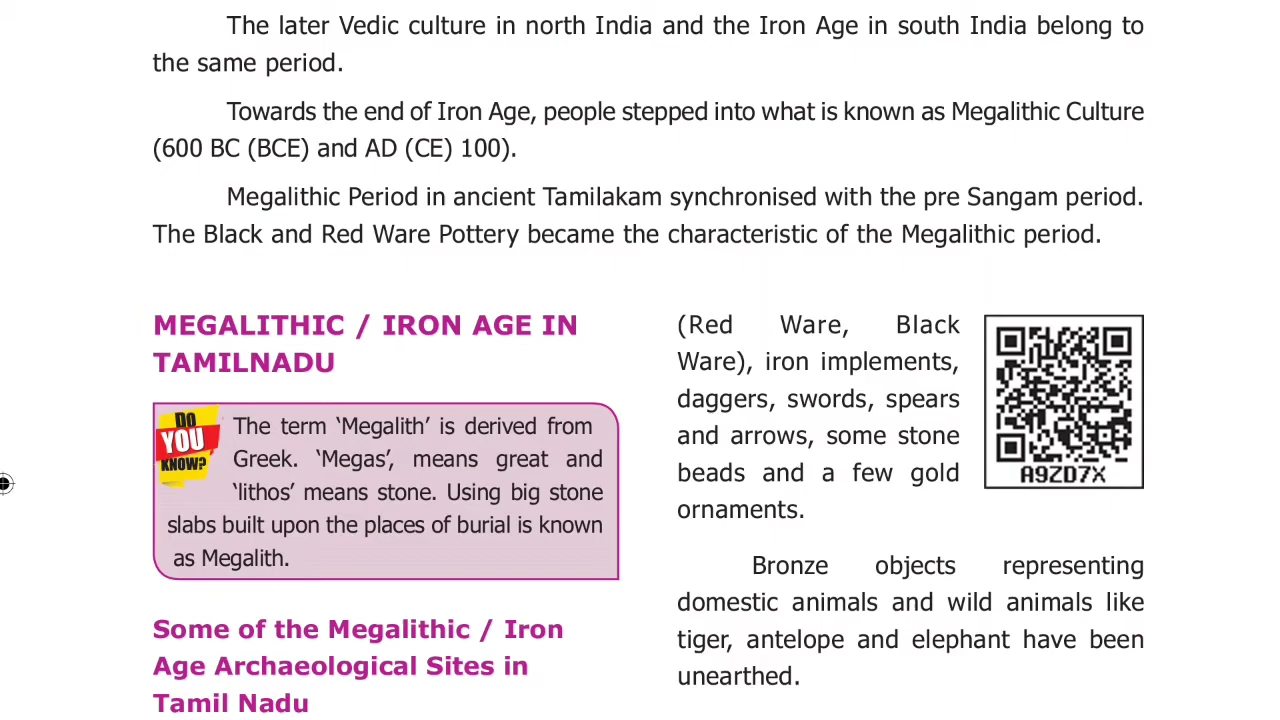 The later Vedic culture in north India and the Iron Age in south India belong to
the same period.
Towards the end of Iron Age, people stepped into what is known as Megalithic Culture
(600 BC (BCE) and AD (CE) 100).
Megalithic Period in ancient Tamilakam synchronised with the pre Sangam period.
The Black and Red Ware Pottery became the characteristic of the Megalithic period.
MEGALITHIC / IRON AGE IN
TAMILNADU
DO
YOU
KNOW?
The term ‘Megalith’ is derived from
Greek. ‘Megas’, means great and
‘lithos’ means stone. Using big stone
slabs built upon the places of burial is known
as Megalith.
Some of the Megalithic / Iron
Age Archaeological Sites in
Tamil Nadu
(Red Ware, Black
Ware), iron implements,
daggers, swords, spears
and arrows, some stone
beads and a few gold
ornaments.
A9ZD7X
Bronze objects representing
domestic animals and wild animals like
tiger, antelope and elephant have been
unearthed.